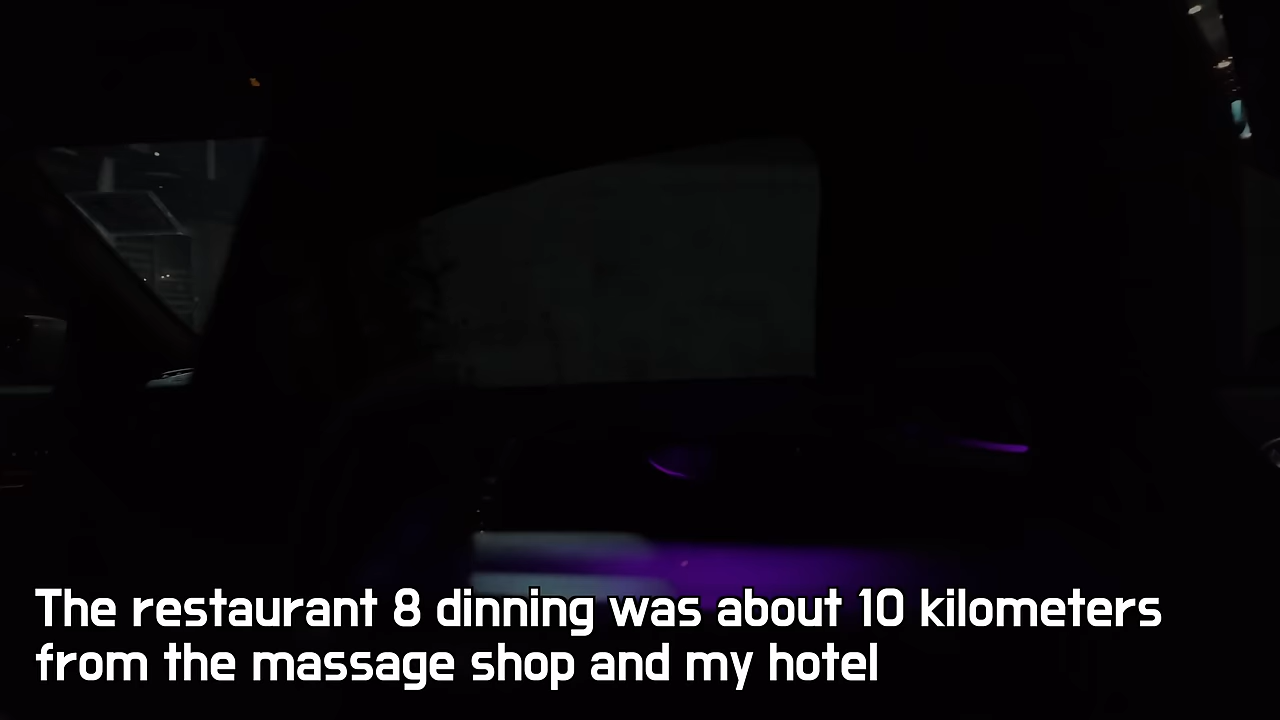 The restaurant 8 dinning was about 10 kilometers
from the massage shop and my hotel